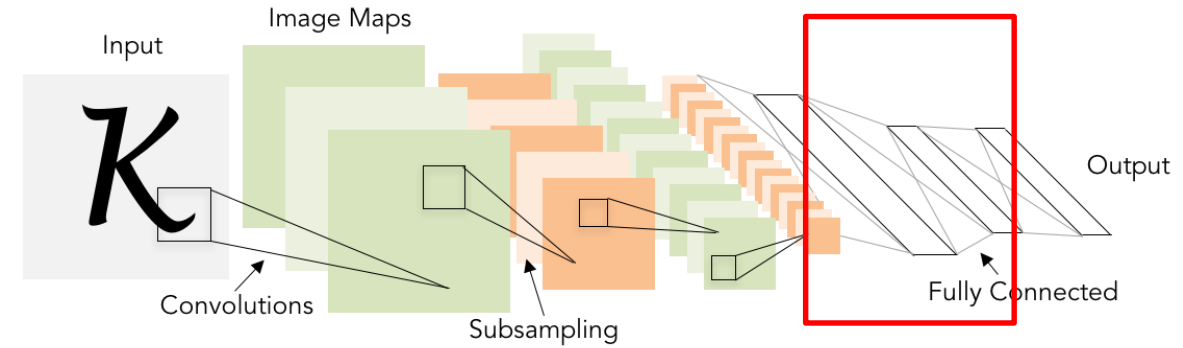 Image Maps
Input
K
Output
Convolutions
Fully Connected
Subsampling